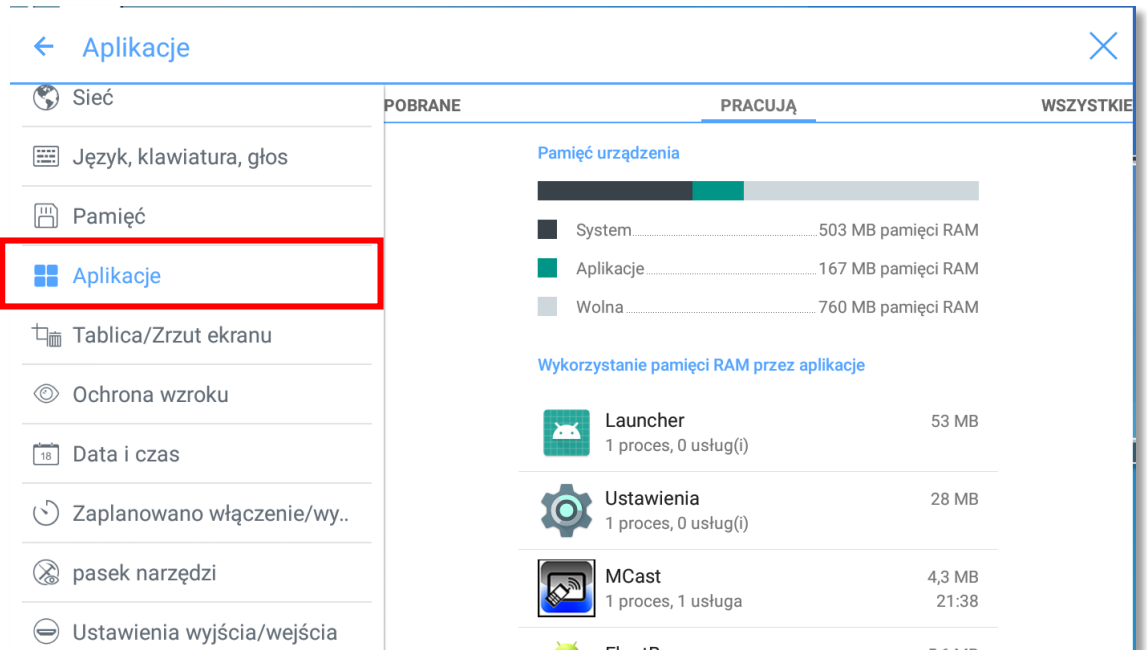 Aplikacje
Sieć
Język, klawiatura, głos
Pamięć
Aplikacje
Tablica/Zrzut ekranu
Ochrona wzroku
18
Data i czas
Zaplanowano włączenie/wy..
pasek narzędzi
Ustawienia wyjścia/wejścia
POBRANE
PRACUJĄ
WSZYSTKIE
Pamięć urządzenia
System 503 MB pamięci RAM
Aplikacje 167 MB pamięci RAM
Wolna 760 MB pamięci RAM
Wykorzystanie pamięci RAM przez aplikacje
Launcher 53 MB
1 proces, 0 usług(i)
Ustawienia 28 MB
1 proces, 0 usług(i)
MCast 4,3 MB
1 proces, 1 usługa 21:38